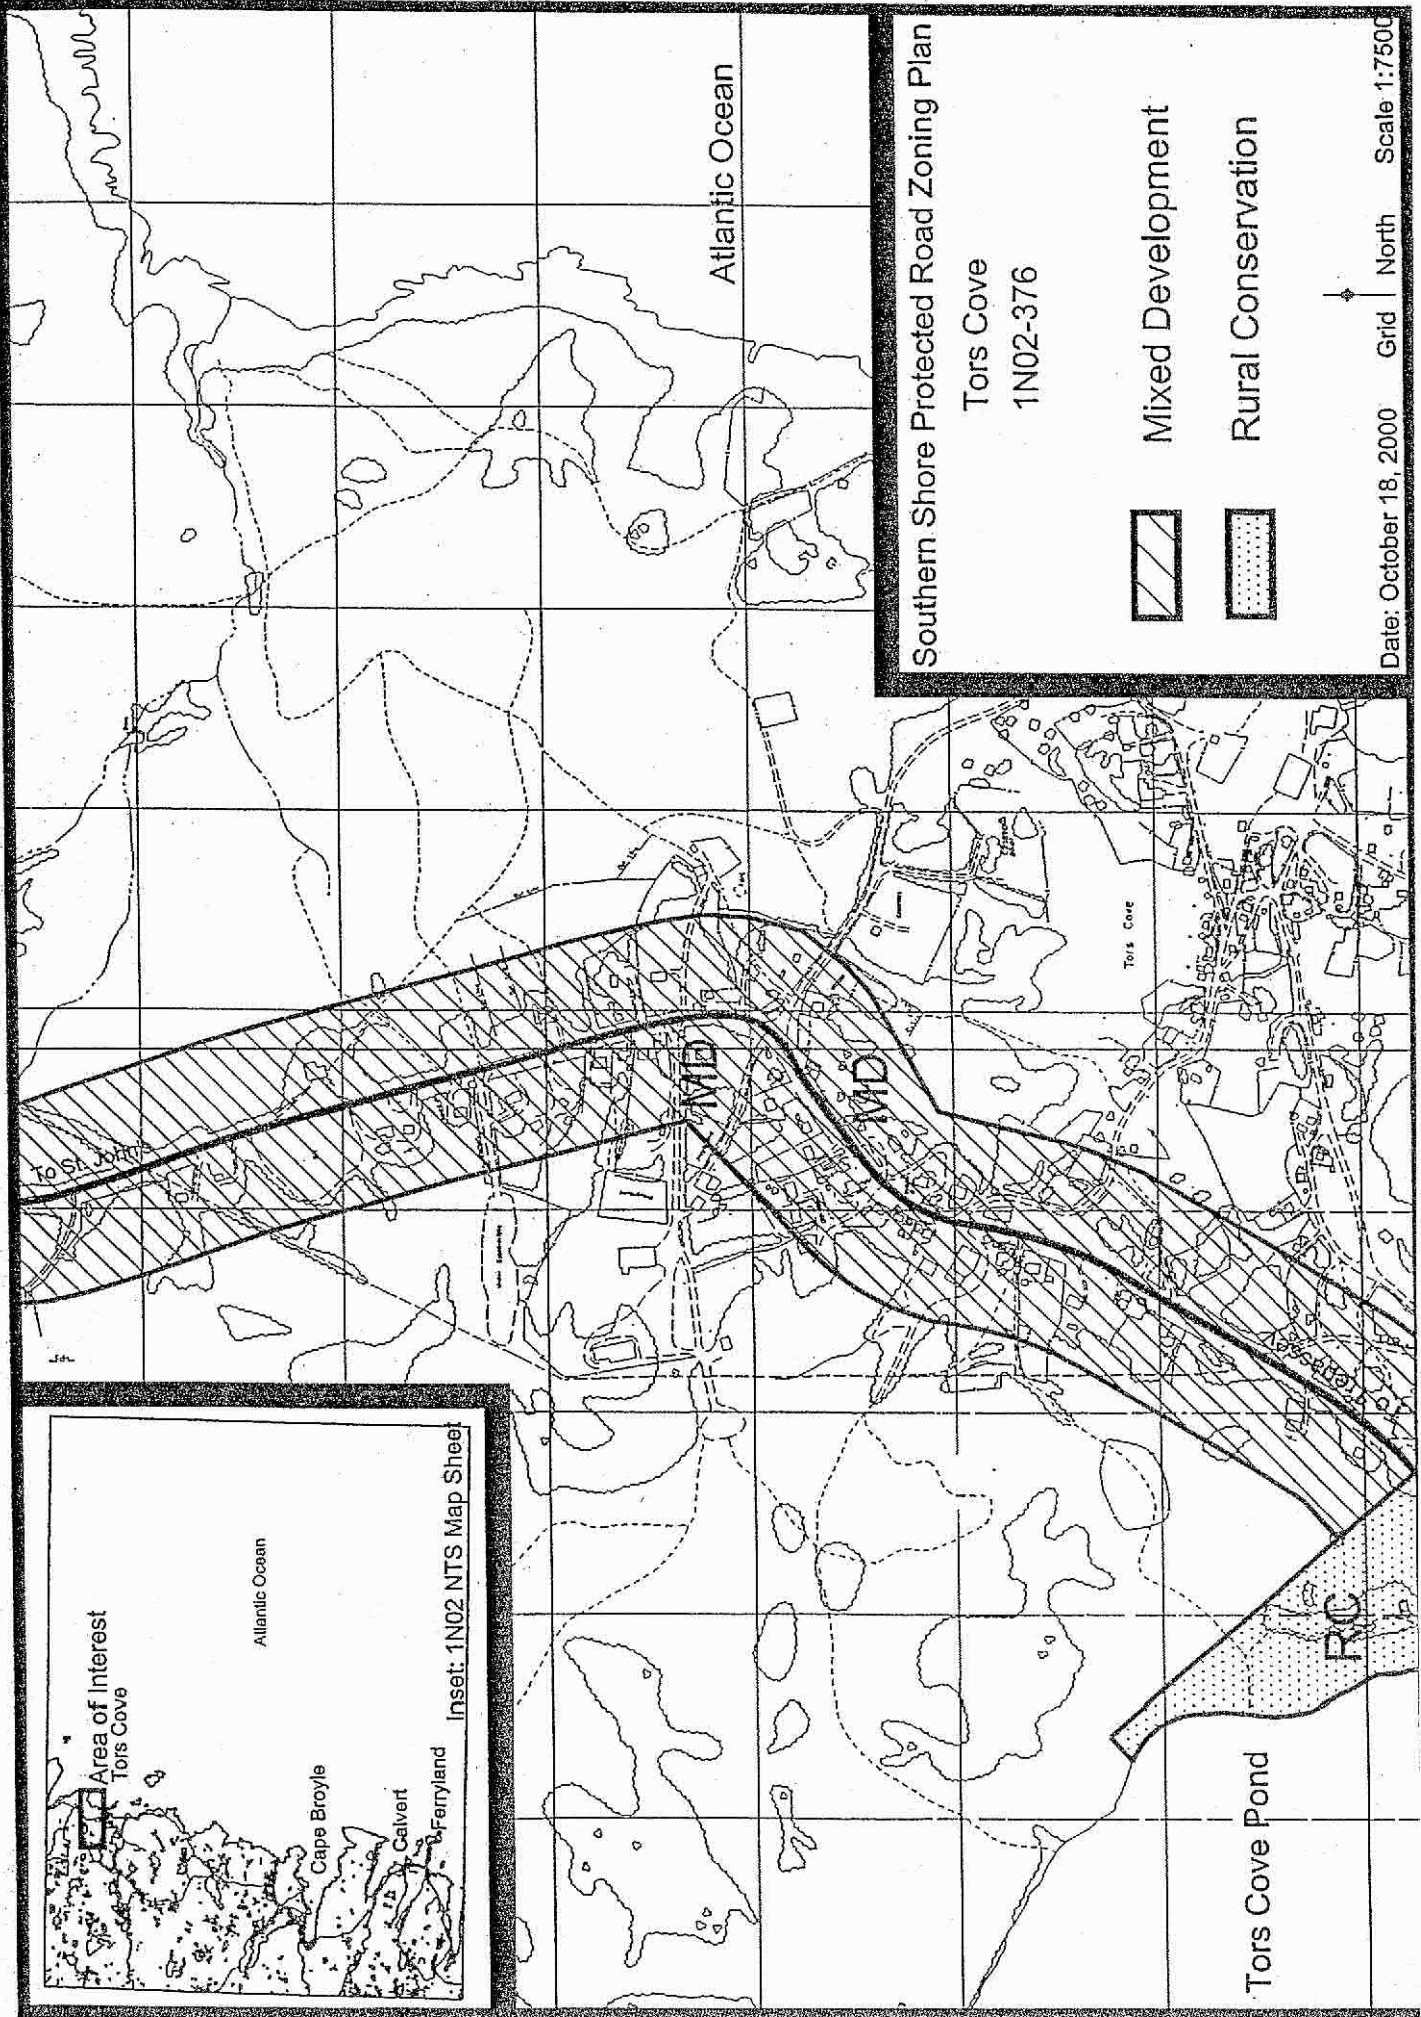 To St. John's
Atlantic Ocean
MD
MD
Tors Cove
To Trepassey
RC
Tors Cove Pond
Area of Interest
Tors Cove
Atlantic Ocean
Cape Broyle
Calvert
Ferryland
Inset: 1N02 NTS Map Sheet
Southern Shore Protected Road Zoning Plan
Tors Cove
1N02-376
Mixed Development
Rural Conservation
Date: October 18, 2000 Grid North Scale 1:7500